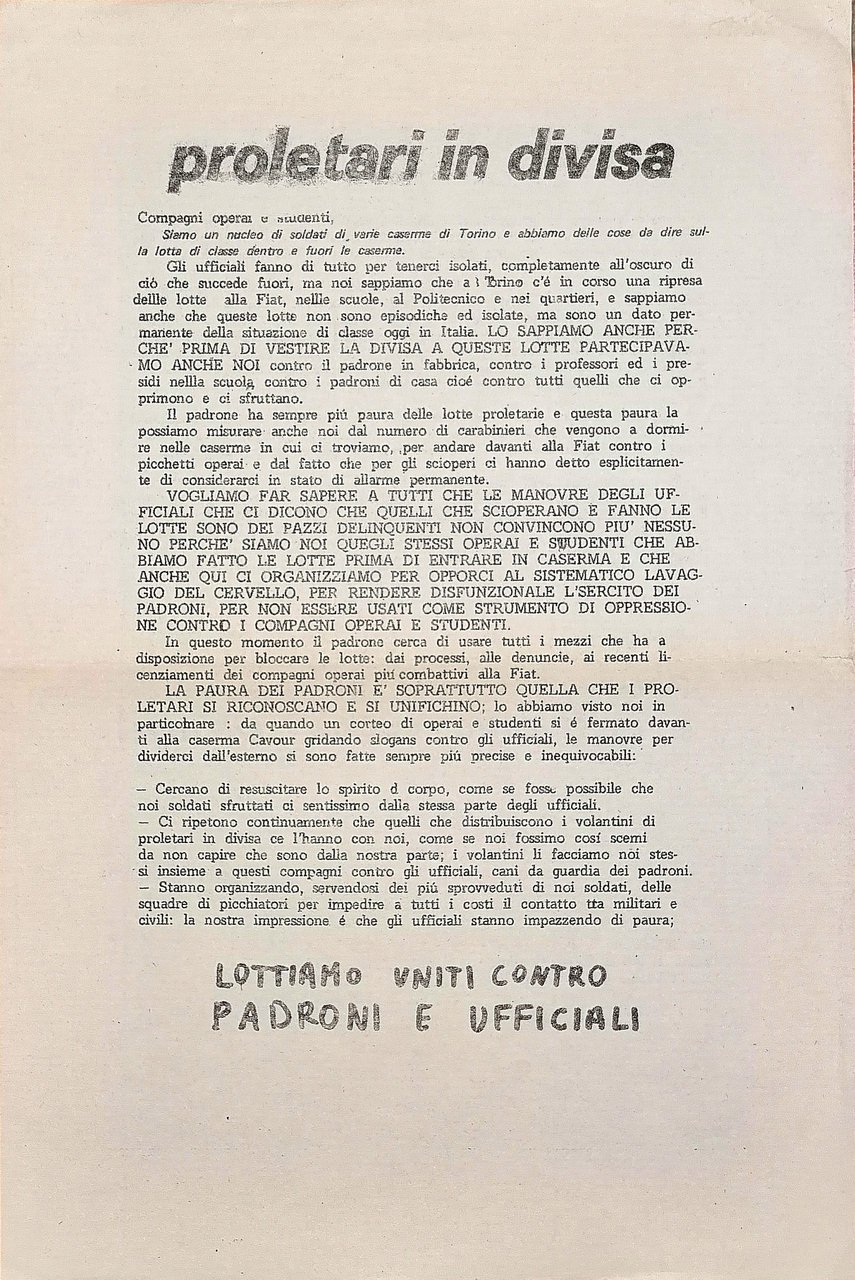 proletari in divisa
Compagni operai e studenti,
Siamo un nucleo di soldati di varie caserme di Torino e abbiamo delle cose da dire sul-
la lotta di classe dentro e fuori le caserme.
Gli ufficiali fanno di tutto per tenerci isolati, completamente all'oscuro di
ciò che succede fuori, ma noi sappiamo che a Torino c'é in corso una ripresa
dellle lotte alla Fiat, nellle scuole, al Politecnico e nei quartieri, e sappiamo
anche che queste lotte non sono episodiche ed isolate, ma sono un dato per-
manente della situazione di classe oggi in Italia. LO SAPPIAMO ANCHE PER-
CHE' PRIMA DI VESTIRE LA DIVISA A QUESTE LOTTE PARTECIPAVA-
MO ANCHE NOI contro il padrone in fabbrica, contro i professori ed i pre-
sidi nellla scuola contro i padroni di casa cioé contro tutti quelli che ci op-
primono e ci sfruttano.
Il padrone ha sempre piú paura delle lotte proletarie e questa paura la
possiamo misurare anche noi dal numero di carabinieri che vengono a dormi-
re nelle caserme in cui ci troviamo, per andare davanti alla Fiat contro i
picchetti operai e dal fatto che per gli scioperi ci hanno detto esplicitamen-
te di considerarci in stato di allarme permanente.
VOGLIAMO FAR SAPERE A TUTTI CHE LE MANOVRE DEGLI UF-
FICIALI CHE CI DICONO CHE QUELLI CHE SCIOPERANO E FANNO LE
LOTTE SONO DEI PAZZI DELINQUENTI NON CONVINCONO PIU' NESSU-
NO PERCHE' SIAMO NOI QUEGLI STESSI OPERAI E STUDENTI CHE AB-
BIAMO FATTO LE LOTTE PRIMA DI ENTRARE IN CASERMA E CHE
ANCHE QUI CI ORGANIZZIAMO PER OPPORCI AL SISTEMATICO LAVAG-
GIO DEL CERVELLO, PER RENDERE DISFUNZIONALE L'SERCITO DEI
PADRONI, PER NON ESSERE USATI COME STRUMENTO DI OPPRESSIO-
NE CONTRO I COMPAGNI OPERAI E STUDENTI.
In questo momento il padrone cerca di usare tutti i mezzi che ha a
disposizione per bloccare le lotte: dai processi, alle denuncie, ai recenti li-
cenziamenti dei compagni operai piú combattivi alla Fiat.
LA PAURA DEI PADRONI E' SOPRATTUTTO QUELLA CHE I PRO-
LETARI SI RICONOSCANO E SI UNIFICHINO; lo abbiamo visto noi in
particolnare : da quando un corteo di operai e studenti si é fermato davan-
ti alla caserma Cavour gridando slogans contro gli ufficiali, le manovre per
dividerci dall'esterno si sono fatte sempre piú precise e inequivocabili:
— Cercano di resuscitare lo spirito d corpo, come se fosse possibile che
noi soldati sfruttati ci sentissimo dalla stessa parte degli ufficiali.
— Ci ripetono continuamente che quelli che distribuiscono i volantini di
proletari in divisa ce l'hanno con noi, come se noi fossimo cosí scemi
da non capire che sono dalla nostra parte; i volantini li facciamo noi stes-
si insieme a questi compagni contro gli ufficiali, cani da guardia dei padroni.
— Stanno organizzando, servendosi dei piú sprovveduti di noi soldati, delle
squadre di picchiatori per impedire a tutti i costi il contatto tta militari e
civili: la nostra impressione é che gli ufficiali stanno impazzendo di paura;
LOTTIAMO UNITI CONTRO
PADRONI E UFFICIALI